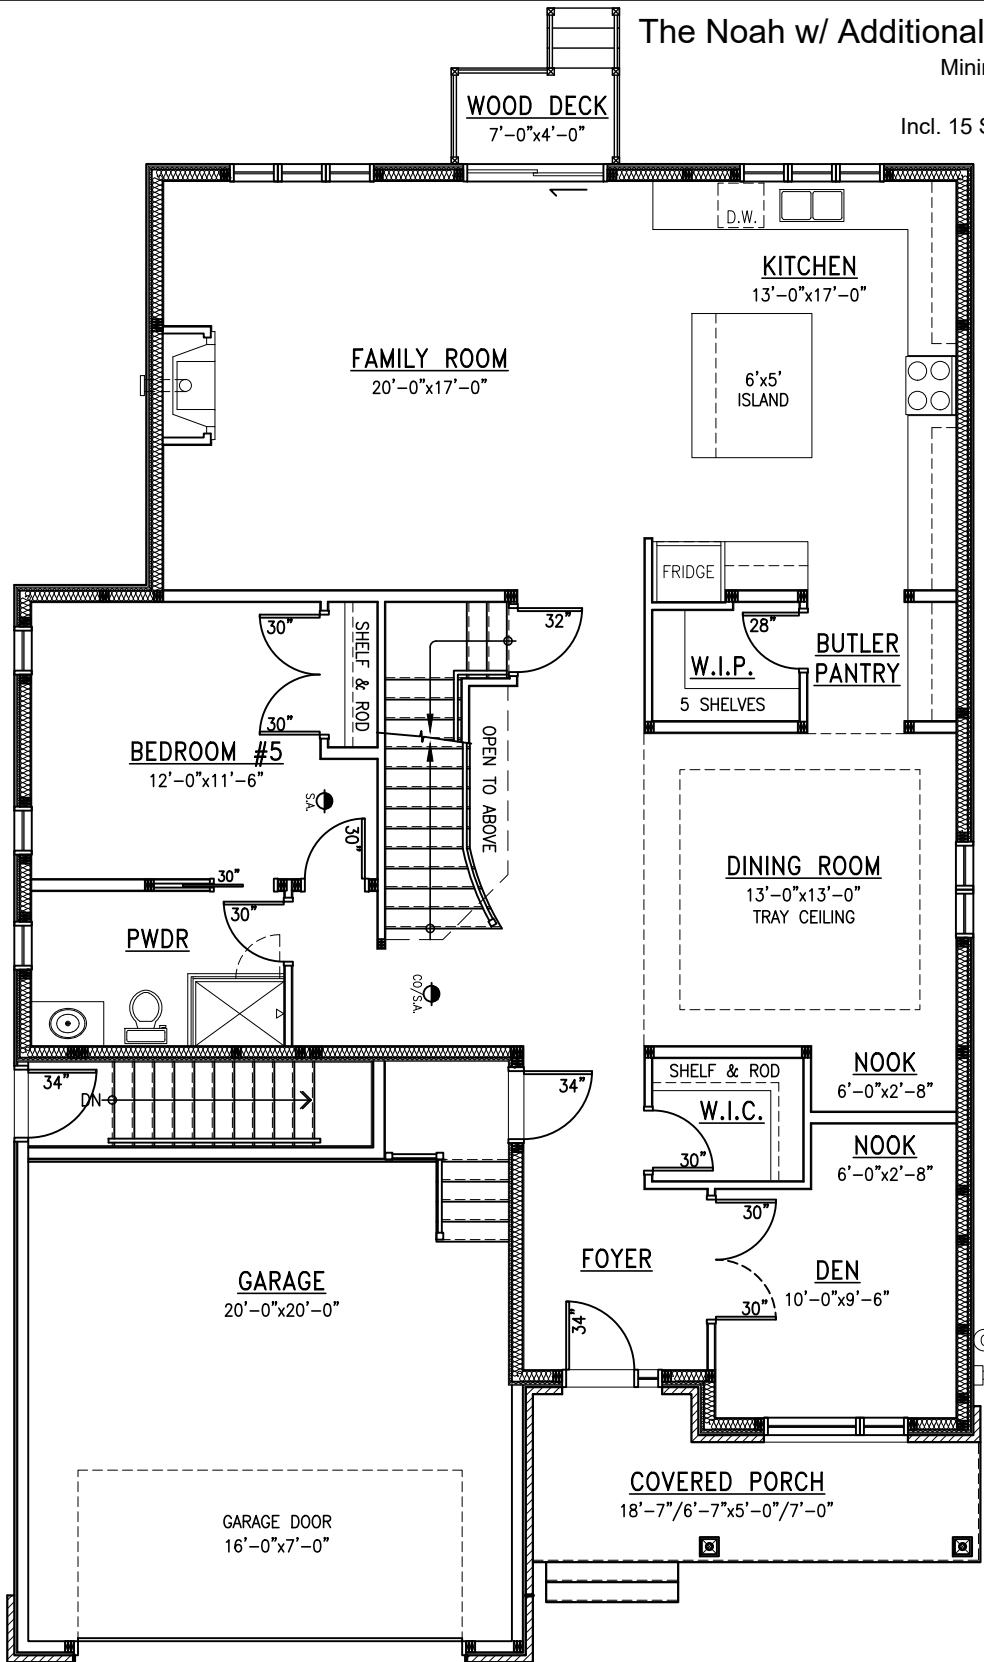 The Noah w/ Additional
Incl. 15
WOOD DECK
7'-0"x4'-0"
D.W.
KITCHEN
13'-0"x17'-0"
FAMILY ROOM
20'-0"x17'-0"
6'x5'
ISLAND
FRIDGE
30"
SHELF & ROD
32"
28"
BUTLER
PANTRY
W.I.P.
5 SHELVES
30"
BEDROOM #5
12'-0"x11'-6"
OPEN TO ABOVE
S.A.
30"
DINING ROOM
13'-0"x13'-0"
TRAY CEILING
30"
30"
PWDR
CO/S.A.
34"
DN
34"
SHELF & ROD
W.I.C.
30"
NOOK
6'-0"x2'-8"
NOOK
6'-0"x2'-8"
30"
FOYER
DEN
10'-0"x9'-6"
30"
34"
GARAGE
20'-0"x20'-0"
COVERED PORCH
18'-7"/6'-7"x5'-0"/7'-0"
GARAGE DOOR
16'-0"x7'-0"